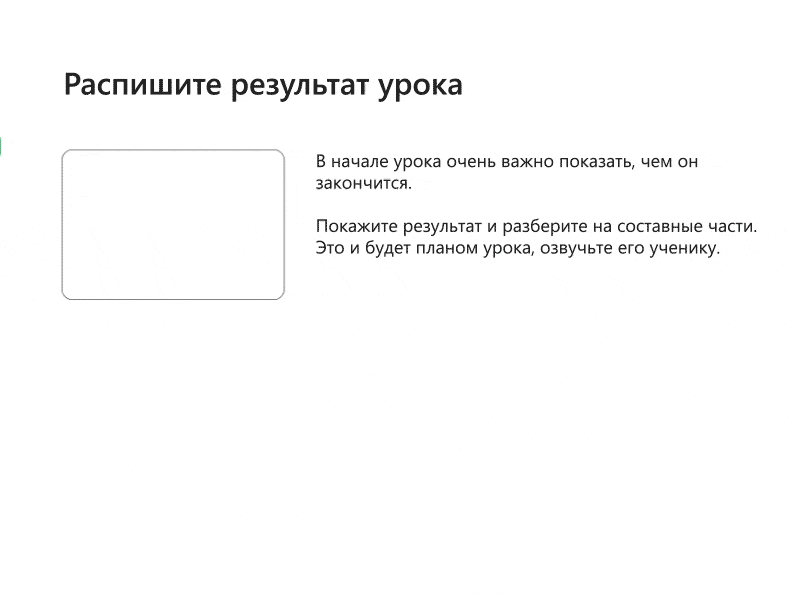 Распишите результат урока
В начале урока очень важно показать, чем он
закончится.
Покажите результат и разберите на составные части.
Это и будет планом урока, озвучьте его ученику.